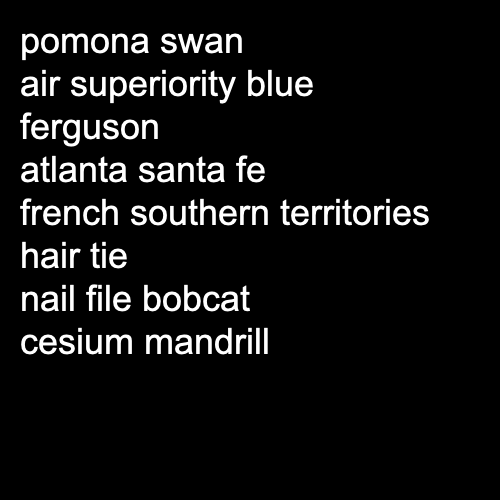 pomona swan
air superiority blue
ferguson
atlanta santa fe
french southern territories
hair tie
nail file bobcat
cesium mandrill